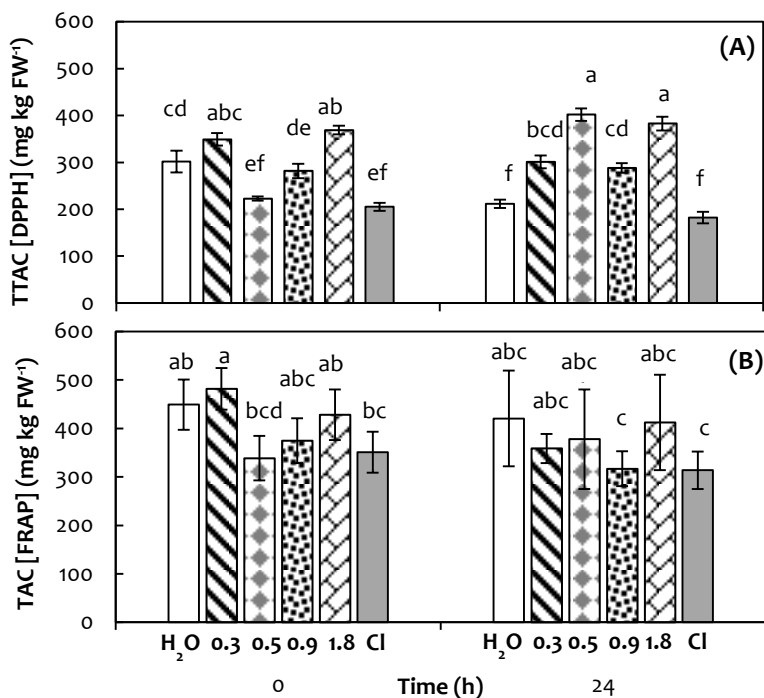 TTAC [DPPH] (mg kg FW⁻¹)
600
500
400
300
200
100
0
(A)
cd abc ef de ab ef
f bcd a cd a f
TAC [FRAP] (mg kg FW⁻¹)
600
500
400
300
200
100
0
(B)
ab a bcd abc ab bc
abc abc abc c abc c
H₂O 0.3 0.5 0.9 1.8 Cl H₂O 0.3 0.5 0.9 1.8 Cl
0 Time (h) 24